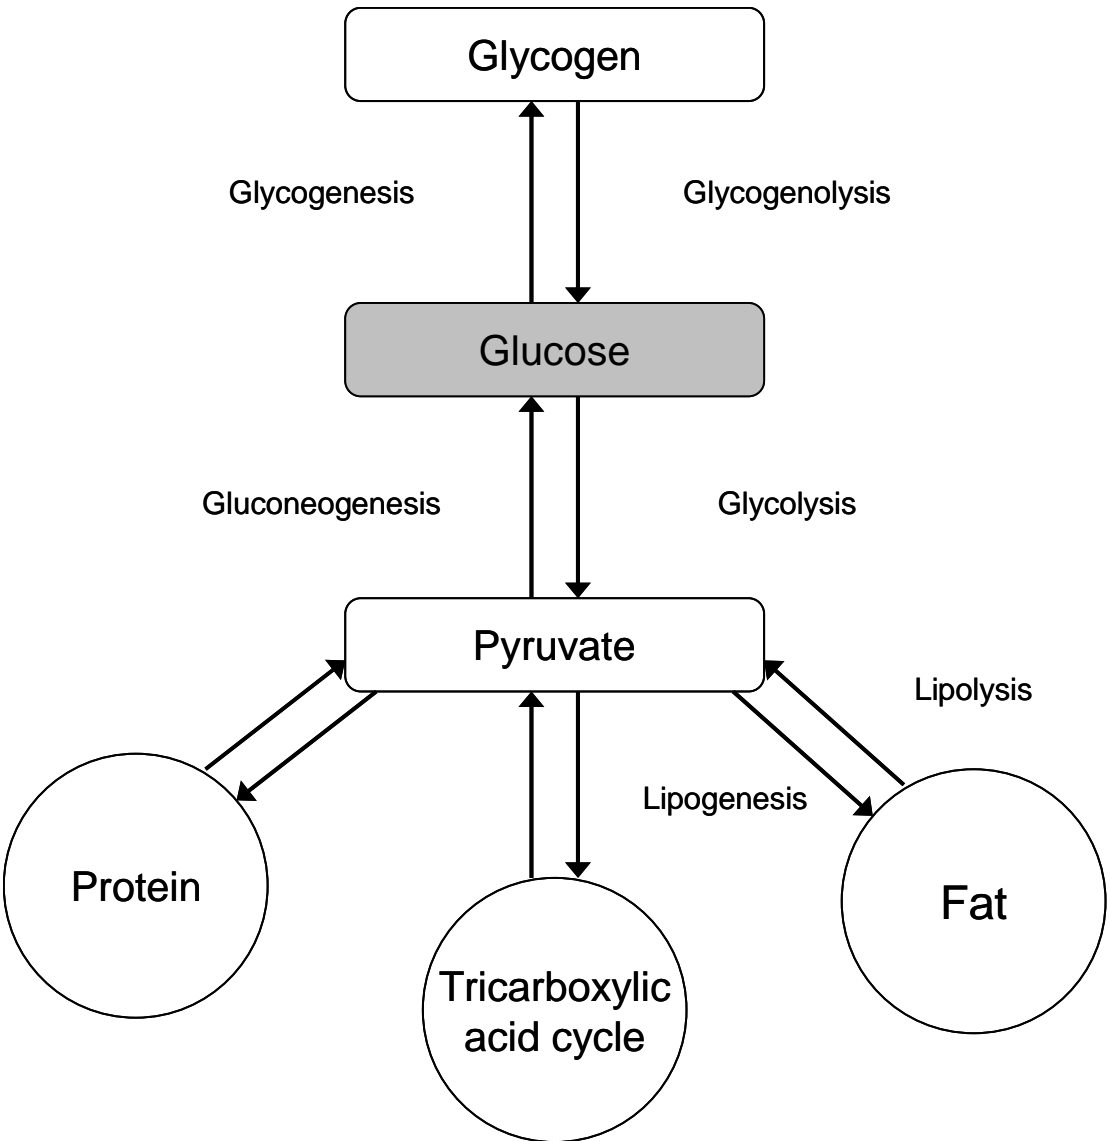 Glycogen
Glycogenesis
Glycogenolysis
Glucose
Gluconeogenesis
Glycolysis
Pyruvate
Lipolysis
Lipogenesis
Protein
Fat
Tricarboxylic
acid cycle